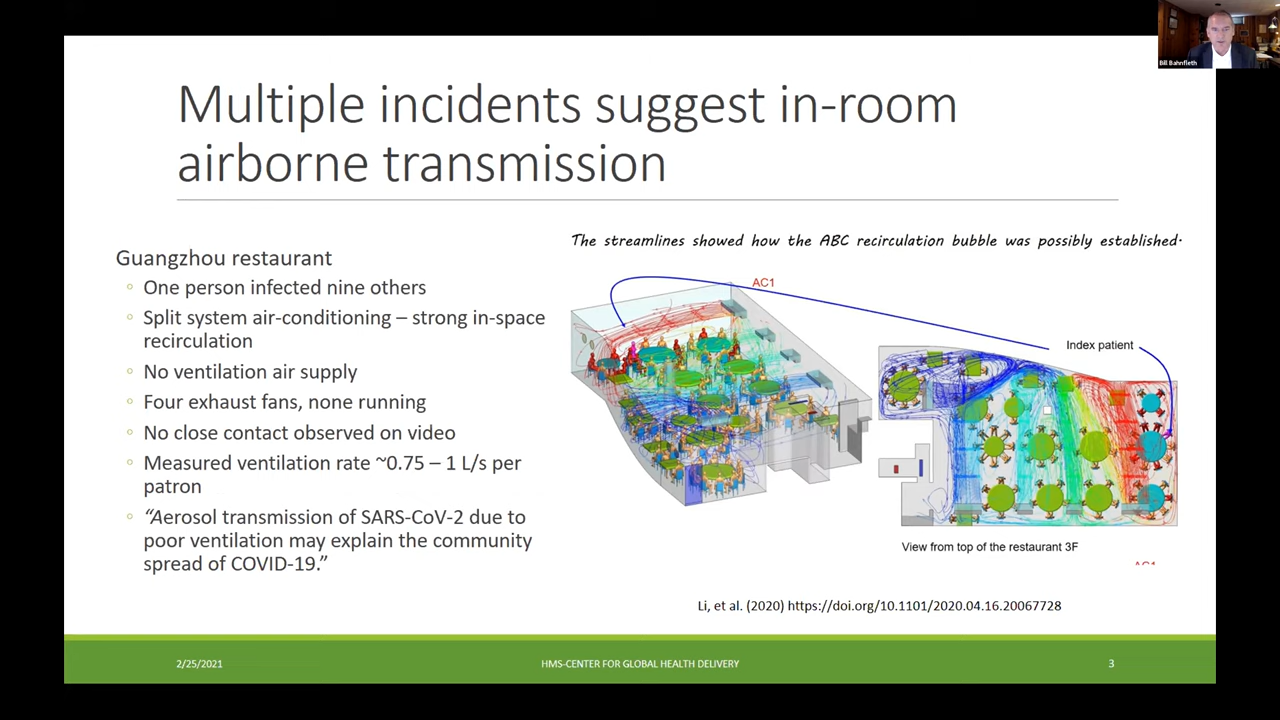 Bill Bahnfleth
Multiple incidents suggest in-room
airborne transmission
Guangzhou restaurant
◦ One person infected nine others
◦ Split system air-conditioning – strong in-space
recirculation
◦ No ventilation air supply
◦ Four exhaust fans, none running
◦ No close contact observed on video
◦ Measured ventilation rate ~0.75 – 1 L/s per
patron
◦ “Aerosol transmission of SARS-CoV-2 due to
poor ventilation may explain the community
spread of COVID-19.”
The streamlines showed how the ABC recirculation bubble was possibly established.
AC1
Index patient
View from top of the restaurant 3F
AC1
Li, et al. (2020) https://doi.org/10.1101/2020.04.16.20067728
2/25/2021
HMS-CENTER FOR GLOBAL HEALTH DELIVERY
3